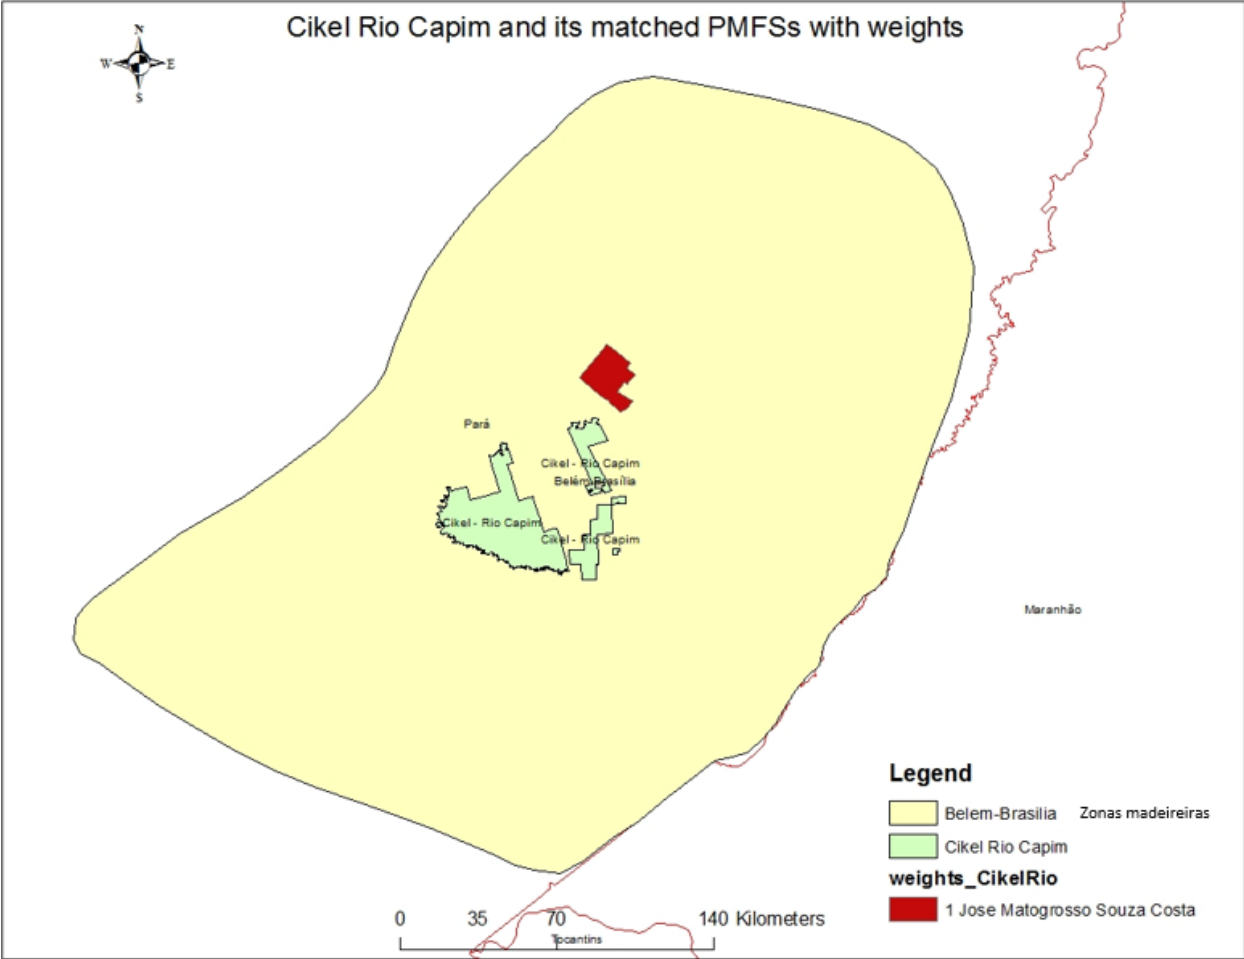 Cikel Rio Capim and its matched PMFSs with weights
N
W E
S
Pará
Cikel - Rio Capim
Belém-Brasília
Cikel - Rio Capim
Cikel - Rio Capim
Maranhão
Legend
Belem-Brasilia Zonas madeireiras
Cikel Rio Capim
weights_CikelRio
1 Jose Matogrosso Souza Costa
0 35 70 140 Kilometers
Tocantins